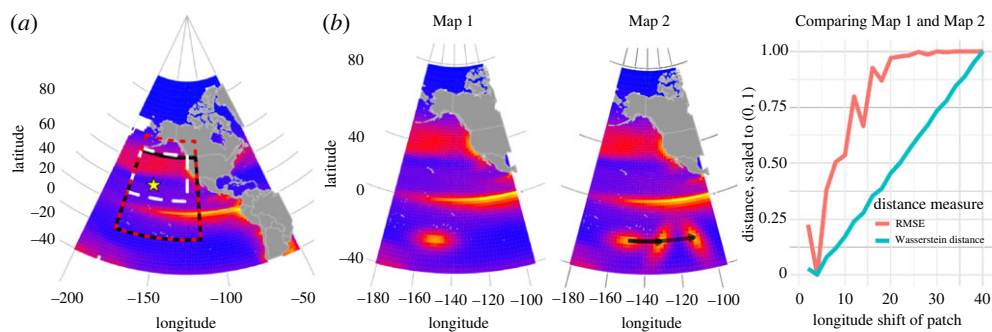 (a)
80
60
40
20
0
−20
−40
latitude
−200
−150
−100
−50
longitude
(b)
Map 1
Map 2
80
40
0
−40
latitude
−180
−160
−140
−120
−100
−180
−160
−140
−120
−100
longitude
longitude
Comparing Map 1 and Map 2
1.00
0.75
0.50
0.25
0
distance, scaled to (0, 1)
distance measure
RMSE
Wasserstein distance
0
10
20
30
40
longitude shift of patch